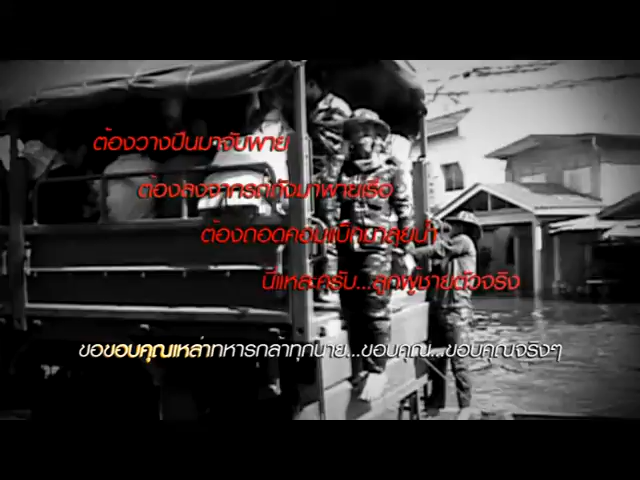 ต้องวางปืนมาจับพาย
ต้องลงจากรถถังมาพายเรือ
ต้องถอดคอมแบ็ทมาลุยน้ำ
นี่แหละครับ...ลูกผู้ชายตัวจริง
ขอขอบคุณเหล่าทหารกล้าทุกนาย...ขอบคุณ...ขอบคุณจริงๆ